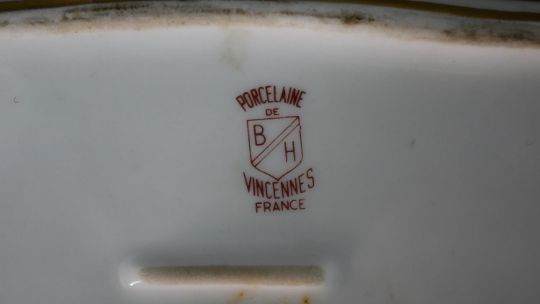 PORCELAINE
DE
B
H
VINCENNES
FRANCE